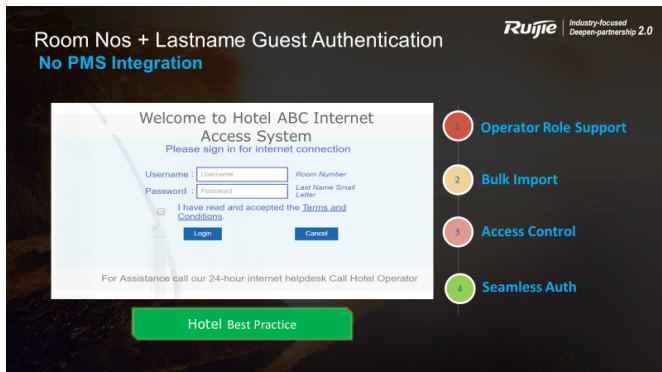 Room Nos + Lastname Guest Authentication
No PMS Integration
Ruijie
Industry-focused
Deepen-partnership 2.0
Welcome to Hotel ABC Internet
Access System
Please sign in for internet connection
Username : Username Room Number
Password : Password Last Name Small
Letter
I have read and accepted the Terms and
Conditions.
Login Cancel
For Assistance call our 24-hour internet helpdesk Call Hotel Operator
1 Operator Role Support
2 Bulk Import
3 Access Control
4 Seamless Auth
Hotel Best Practice